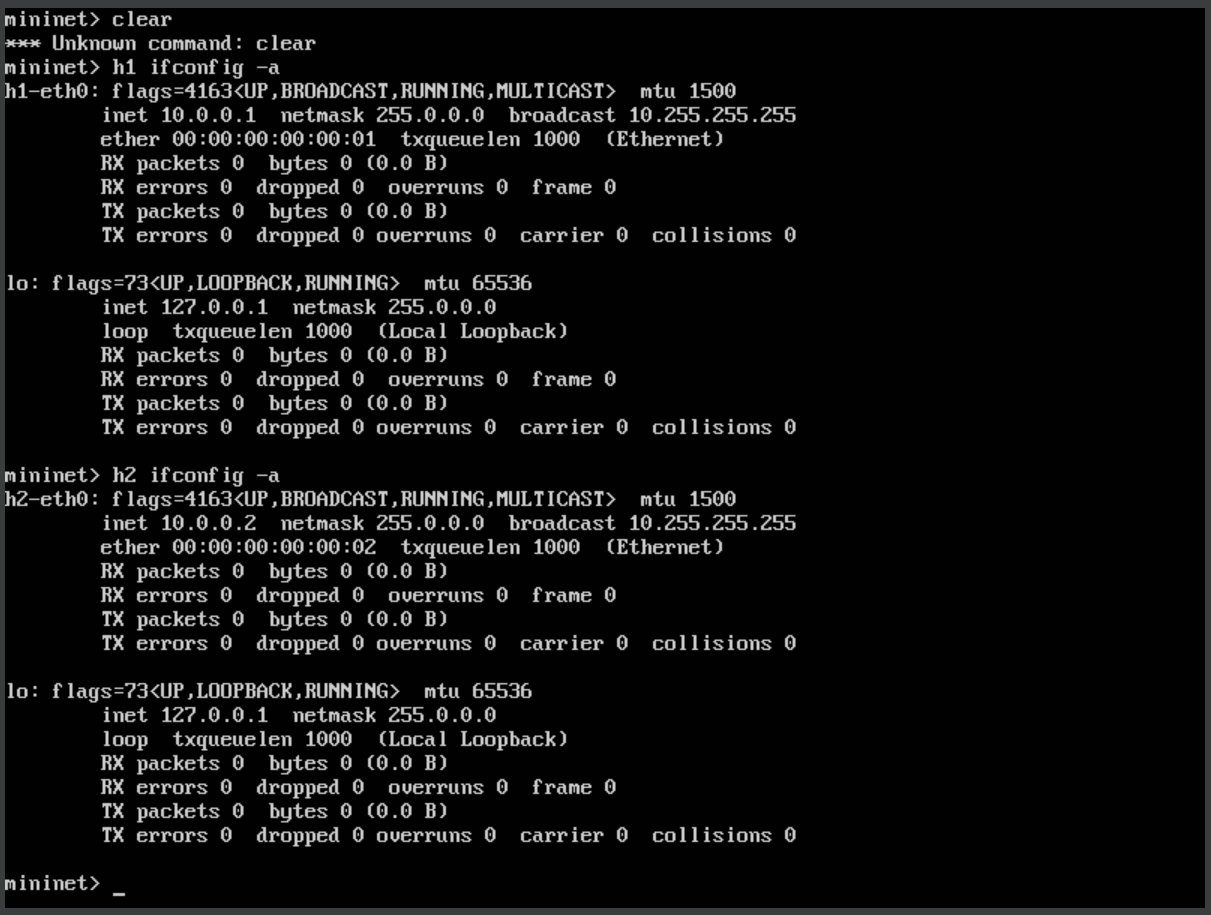 mininet> clear
*** Unknown command: clear
mininet> h1 ifconfig -a
h1-eth0: flags=4163<UP,BROADCAST,RUNNING,MULTICAST>  mtu 1500
        inet 10.0.0.1  netmask 255.0.0.0  broadcast 10.255.255.255
        ether 00:00:00:00:00:01  txqueuelen 1000  (Ethernet)
        RX packets 0  bytes 0 (0.0 B)
        RX errors 0  dropped 0  overruns 0  frame 0
        TX packets 0  bytes 0 (0.0 B)
        TX errors 0  dropped 0 overruns 0  carrier 0  collisions 0

lo: flags=73<UP,LOOPBACK,RUNNING>  mtu 65536
        inet 127.0.0.1  netmask 255.0.0.0
        loop  txqueuelen 1000  (Local Loopback)
        RX packets 0  bytes 0 (0.0 B)
        RX errors 0  dropped 0  overruns 0  frame 0
        TX packets 0  bytes 0 (0.0 B)
        TX errors 0  dropped 0 overruns 0  carrier 0  collisions 0

mininet> h2 ifconfig -a
h2-eth0: flags=4163<UP,BROADCAST,RUNNING,MULTICAST>  mtu 1500
        inet 10.0.0.2  netmask 255.0.0.0  broadcast 10.255.255.255
        ether 00:00:00:00:00:02  txqueuelen 1000  (Ethernet)
        RX packets 0  bytes 0 (0.0 B)
        RX errors 0  dropped 0  overruns 0  frame 0
        TX packets 0  bytes 0 (0.0 B)
        TX errors 0  dropped 0 overruns 0  carrier 0  collisions 0

lo: flags=73<UP,LOOPBACK,RUNNING>  mtu 65536
        inet 127.0.0.1  netmask 255.0.0.0
        loop  txqueuelen 1000  (Local Loopback)
        RX packets 0  bytes 0 (0.0 B)
        RX errors 0  dropped 0  overruns 0  frame 0
        TX packets 0  bytes 0 (0.0 B)
        TX errors 0  dropped 0 overruns 0  carrier 0  collisions 0

mininet> _